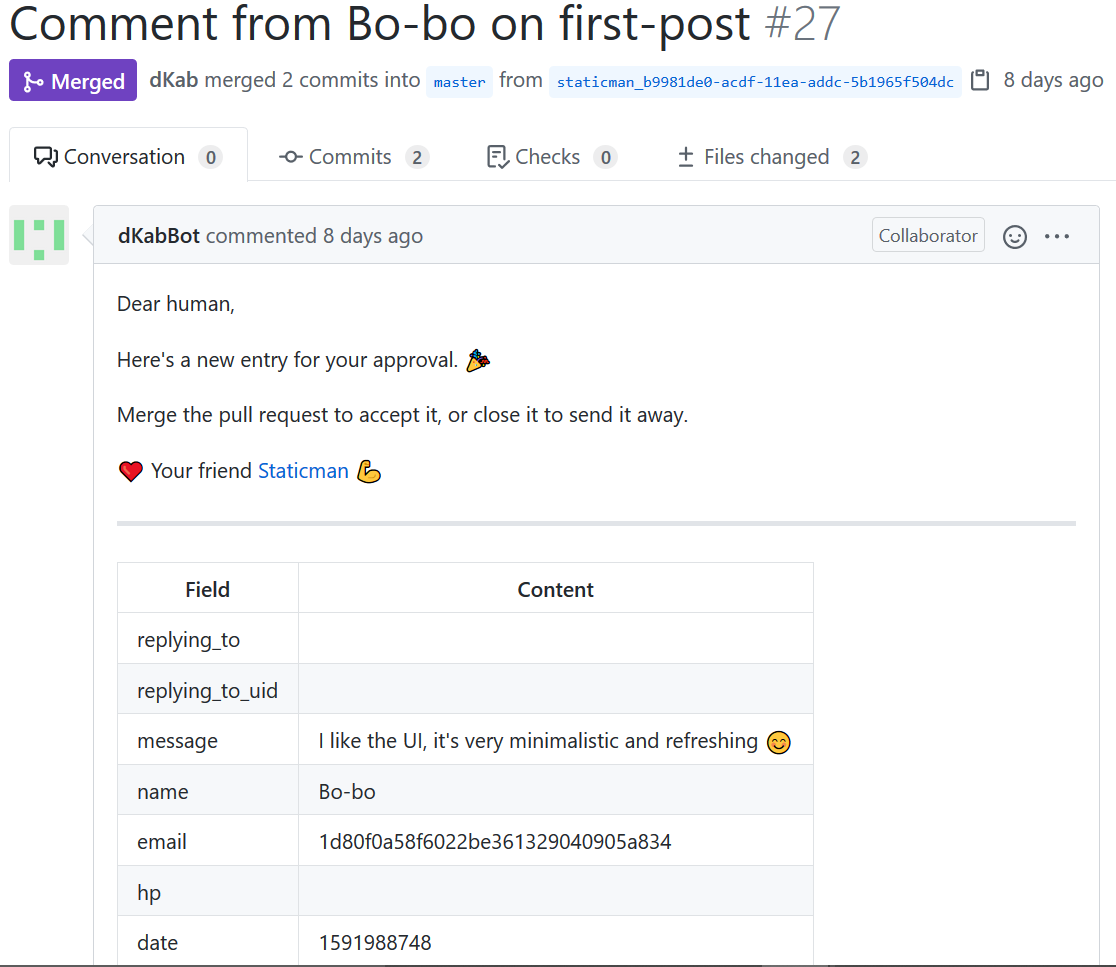 Comment from Bo-bo on first-post #27
Merged dKab merged 2 commits into master from staticman_b9981de0-acdf-11ea-addc-5b1965f504dc 8 days ago
Conversation 0 Commits 2 Checks 0 Files changed 2
dKabBot commented 8 days ago Collaborator
Dear human,
Here's a new entry for your approval. 🎉
Merge the pull request to accept it, or close it to send it away.
❤️ Your friend Staticman 💪
Field Content
replying_to
replying_to_uid
message I like the UI, it's very minimalistic and refreshing 😊
name Bo-bo
email 1d80f0a58f6022be361329040905a834
hp
date 1591988748